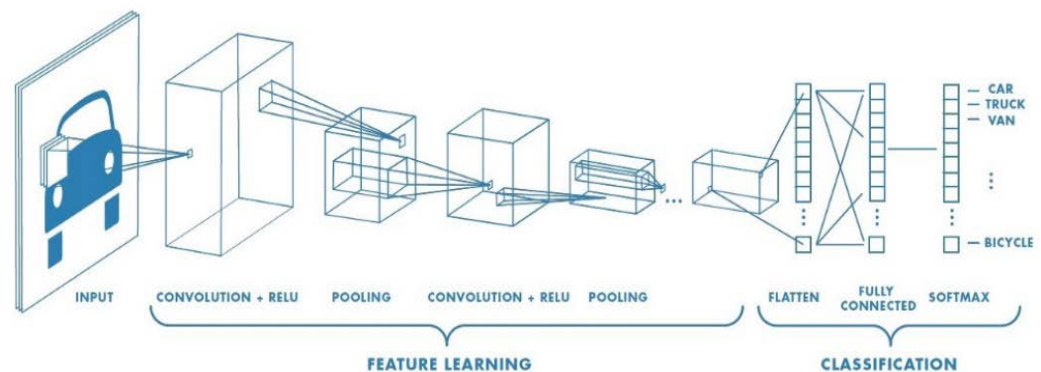 CAR
TRUCK
VAN
BICYCLE
INPUT
CONVOLUTION + RELU
POOLING
CONVOLUTION + RELU
POOLING
FLATTEN
FULLY
CONNECTED
SOFTMAX
FEATURE LEARNING
CLASSIFICATION